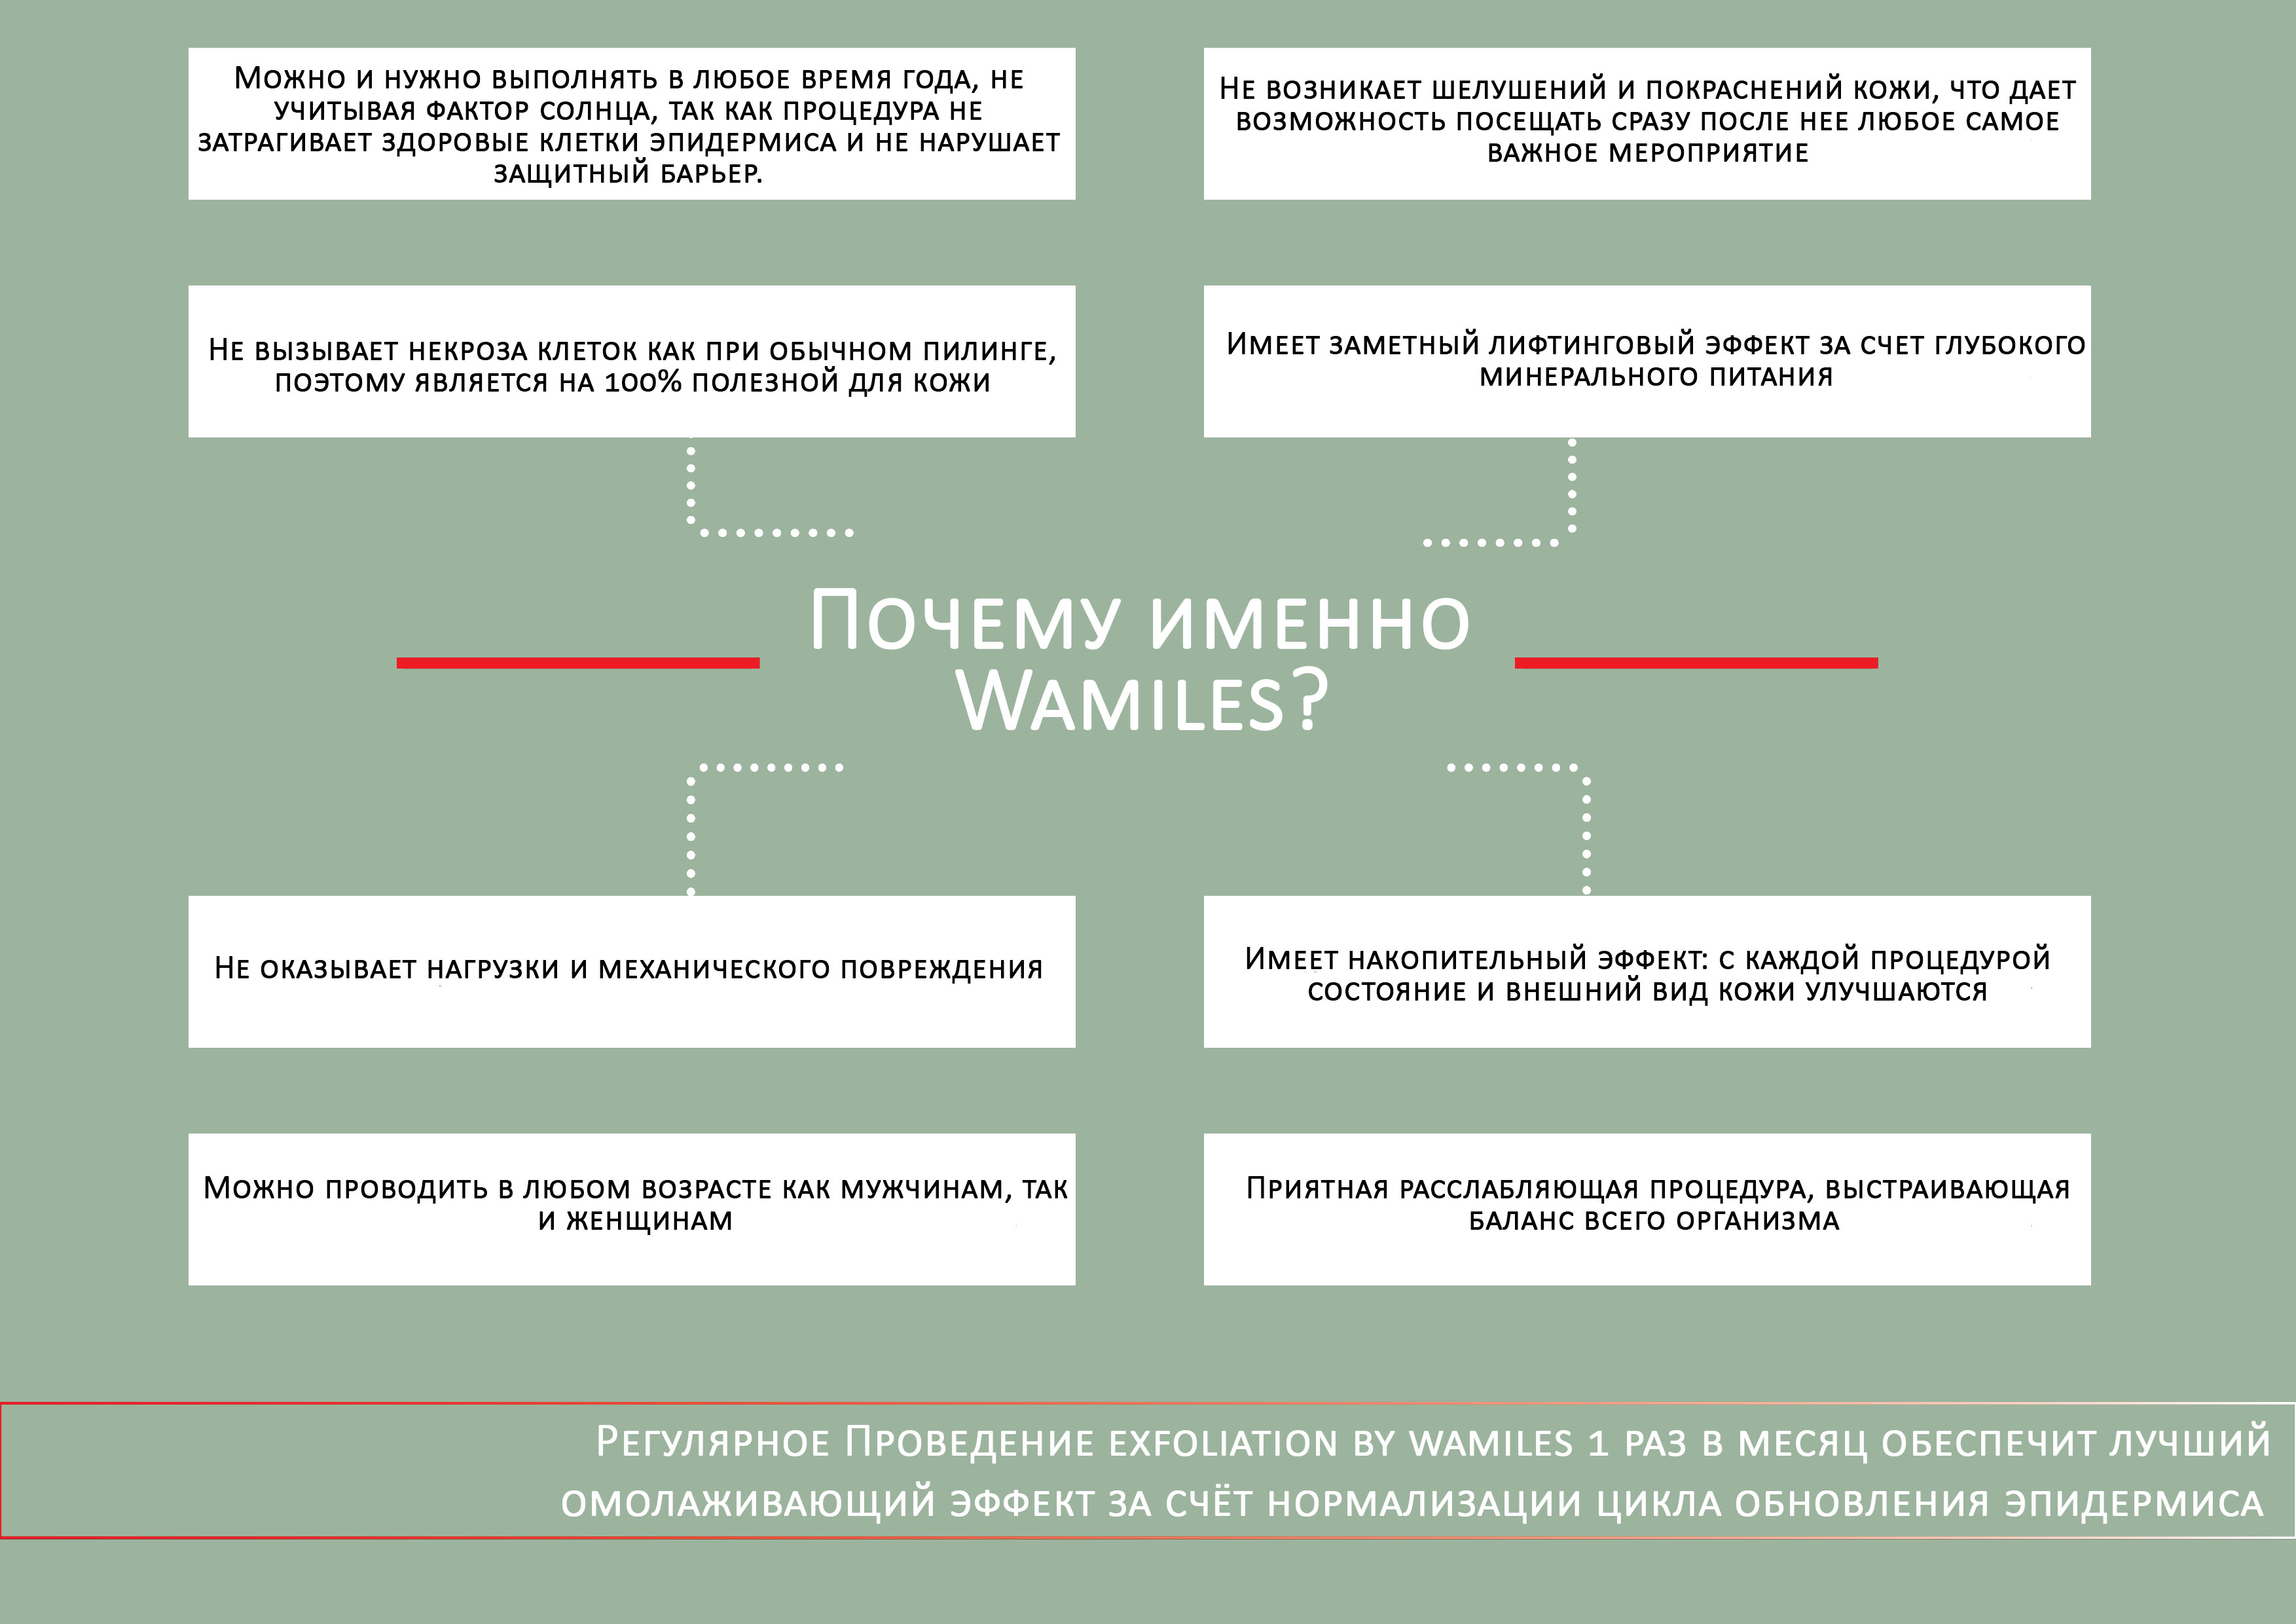 Можно и нужно выполнять в любое время года, не
учитывая фактор солнца, так как процедура не
затрагивает здоровые клетки эпидермиса и не нарушает
защитный барьер.
Не возникает шелушений и покраснений кожи, что дает
возможность посещать сразу после нее любое самое
важное мероприятие
Не вызывает некроза клеток как при обычном пилинге,
поэтому является на 100% полезной для кожи
Имеет заметный лифтинговый эффект за счет глубокого
минерального питания
Почему именно
Wamiles?
Не оказывает нагрузки и механического повреждения
Имеет накопительный эффект: с каждой процедурой
состояние и внешний вид кожи улучшаются
Можно проводить в любом возрасте как мужчинам, так
и женщинам
Приятная расслабляющая процедура, выстраивающая
баланс всего организма
Регулярное Проведение exfoliation by wamiles 1 раз в месяц обеспечит лучший
омолаживающий эффект за счёт нормализации цикла обновления эпидермиса